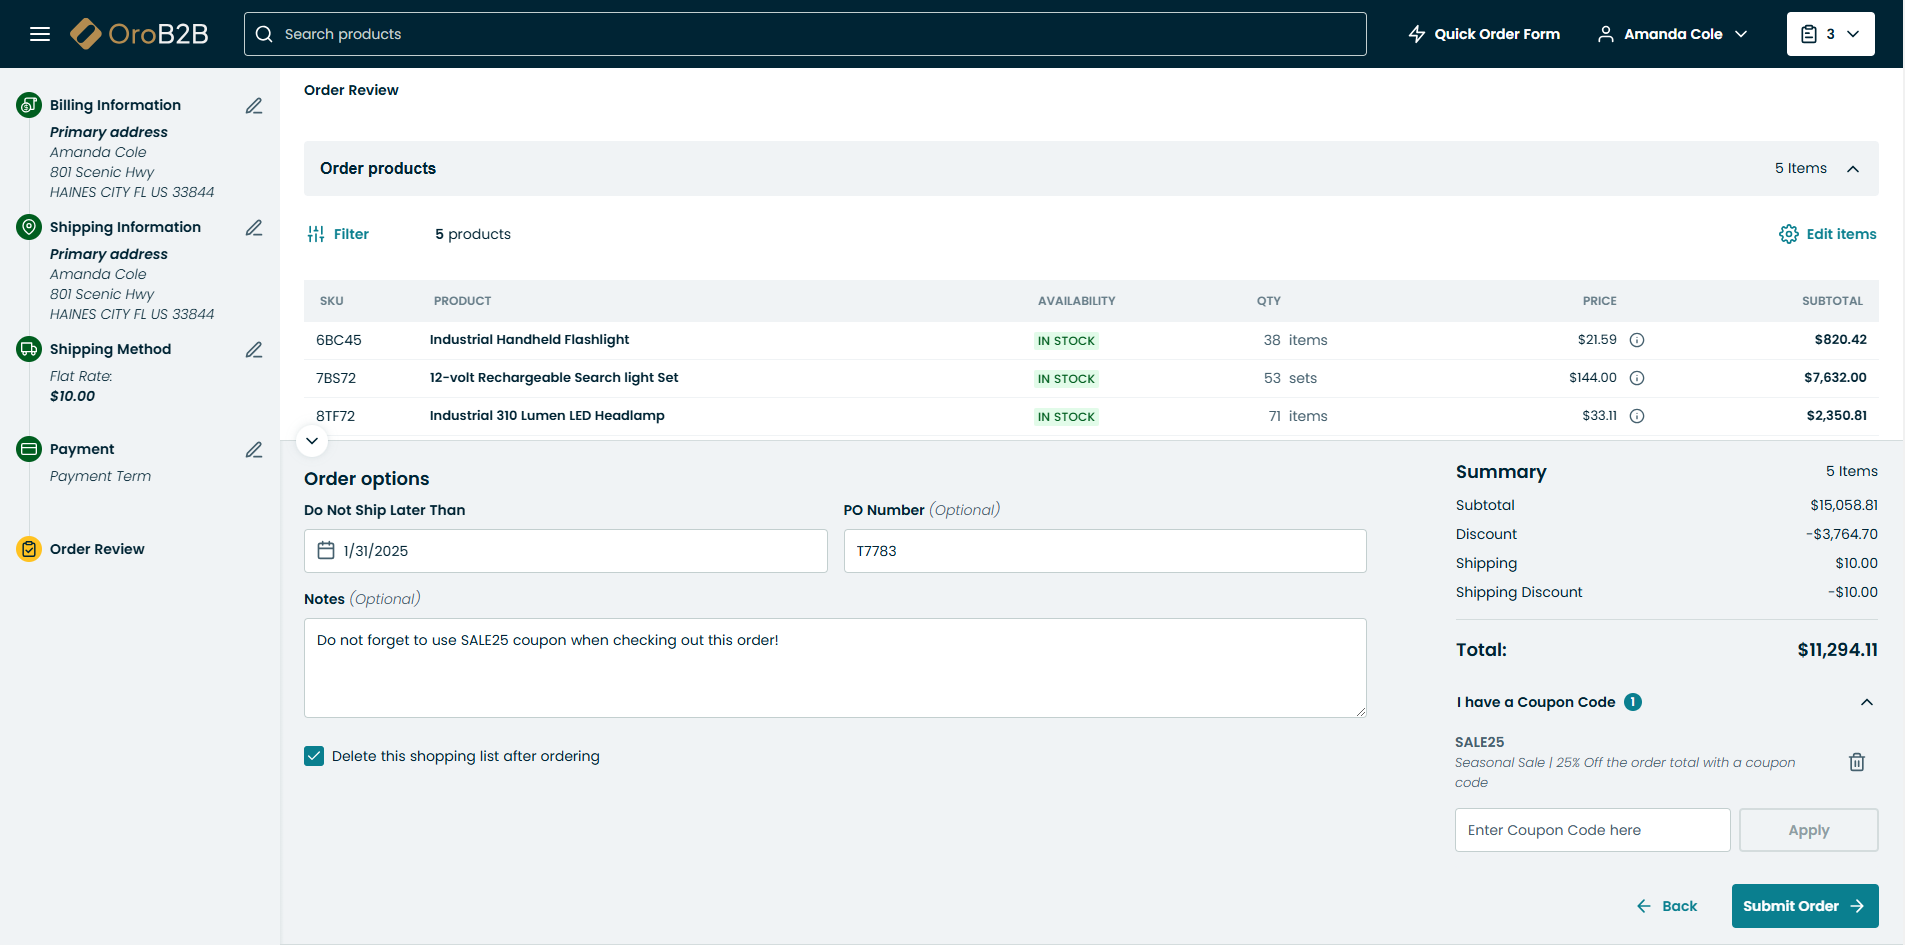 OroB2B
Search products
Quick Order Form
Amanda Cole
3
Billing Information
Primary address
Amanda Cole
801 Scenic Hwy
HAINES CITY FL US 33844
Shipping Information
Primary address
Amanda Cole
801 Scenic Hwy
HAINES CITY FL US 33844
Shipping Method
Flat Rate:
$10.00
Payment
Payment Term
Order Review
Order Review
Order products
5 Items
Filter
5 products
Edit items
SKU PRODUCT AVAILABILITY QTY PRICE SUBTOTAL
6BC45 Industrial Handheld Flashlight IN STOCK 38 items $21.59 $820.42
7BS72 12-volt Rechargeable Search light Set IN STOCK 53 sets $144.00 $7,632.00
8TF72 Industrial 310 Lumen LED Headlamp IN STOCK 71 items $33.11 $2,350.81
Order options
Do Not Ship Later Than
1/31/2025
PO Number (Optional)
T7783
Notes (Optional)
Do not forget to use SALE25 coupon when checking out this order!
Delete this shopping list after ordering
Summary 5 Items
Subtotal $15,058.81
Discount -$3,764.70
Shipping $10.00
Shipping Discount -$10.00
Total: $11,294.11
I have a Coupon Code 1
SALE25
Seasonal Sale | 25% Off the order total with a coupon
code
Enter Coupon Code here
Apply
Back
Submit Order